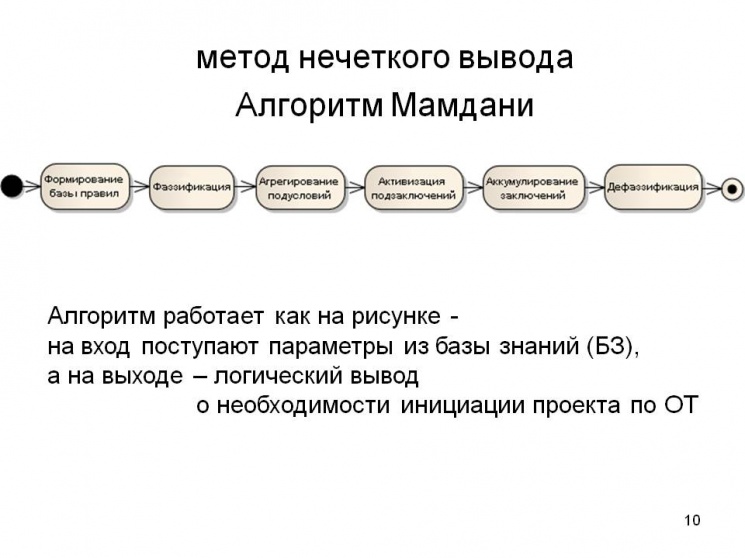 метод нечеткого вывода
Алгоритм Мамдани
Формирование
базы правил
Фаззификация
Агрегирование
подусловий
Активизация
подзаключений
Аккумулирование
заключений
Дефаззификация
Алгоритм работает как на рисунке -
на вход поступают параметры из базы знаний (БЗ),
а на выходе – логический вывод
о необходимости инициации проекта по ОТ
10